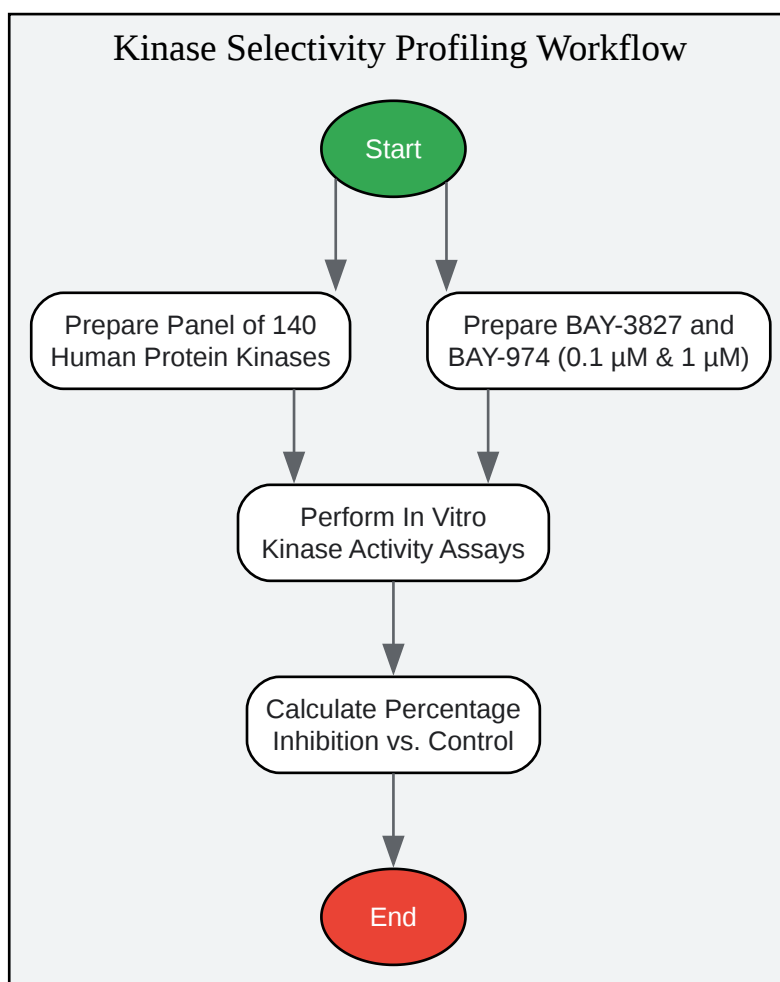 Kinase Selectivity Profiling Workflow
Start
Prepare Panel of 140
Human Protein Kinases
Prepare BAY-3827 and
BAY-974 (0.1 µM & 1 µM)
Perform In Vitro
Kinase Activity Assays
Calculate Percentage
Inhibition vs. Control
End